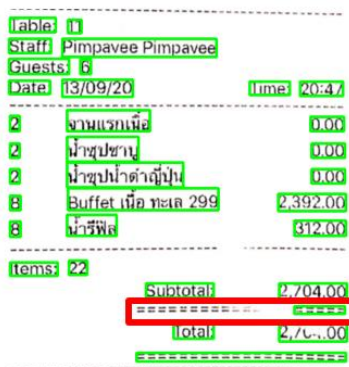 Table: 11
Staff: Pimpavee Pimpavee
Guests: 6
Date: 13/09/20 Time: 20:47
2 จานแรกเนื้อ 0.00
2 น้ำซุปชาบู 0.00
2 น้ำซุปน้ำดำญี่ปุ่น 0.00
8 Buffet เนื้อ ทะเล 299 2,392.00
8 น้ำรีฟิล 312.00
Items: 22
Subtotal: 2,704.00
Total: